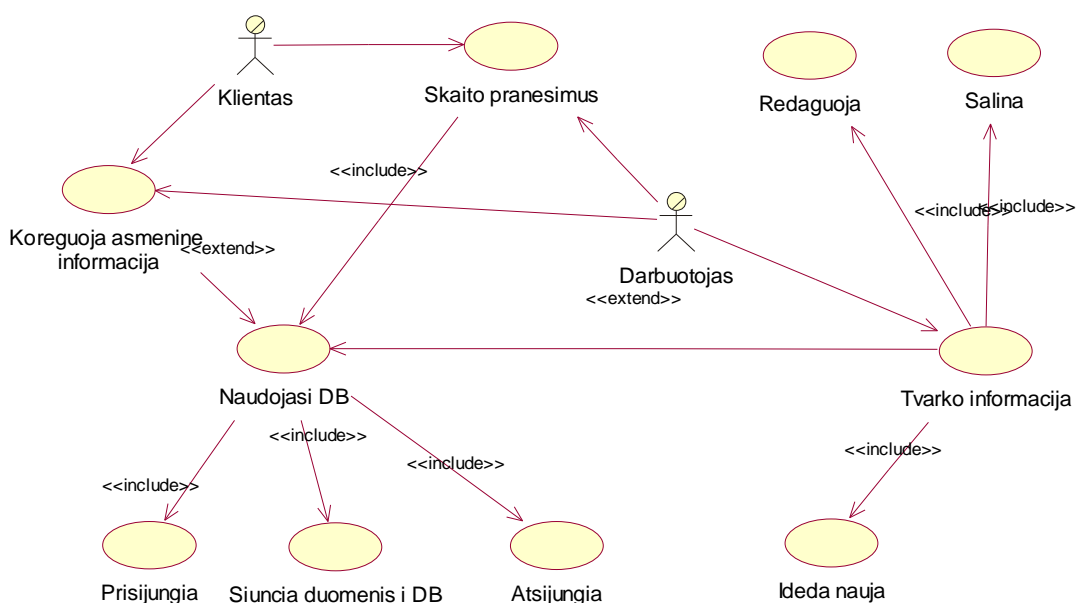 Klientas
Skaito pranesimus
Redaguoja
Salina
<<include>>
<<include>>
<<include>>
Koreguoja asmenine
informacija
<<extend>>
Darbuotojas
<<extend>>
Naudojasi DB
Tvarko informacija
<<include>>
<<include>>
<<include>>
<<include>>
Prisijungia
Siuncia duomenis i DB
Atsijungia
Ideda nauja